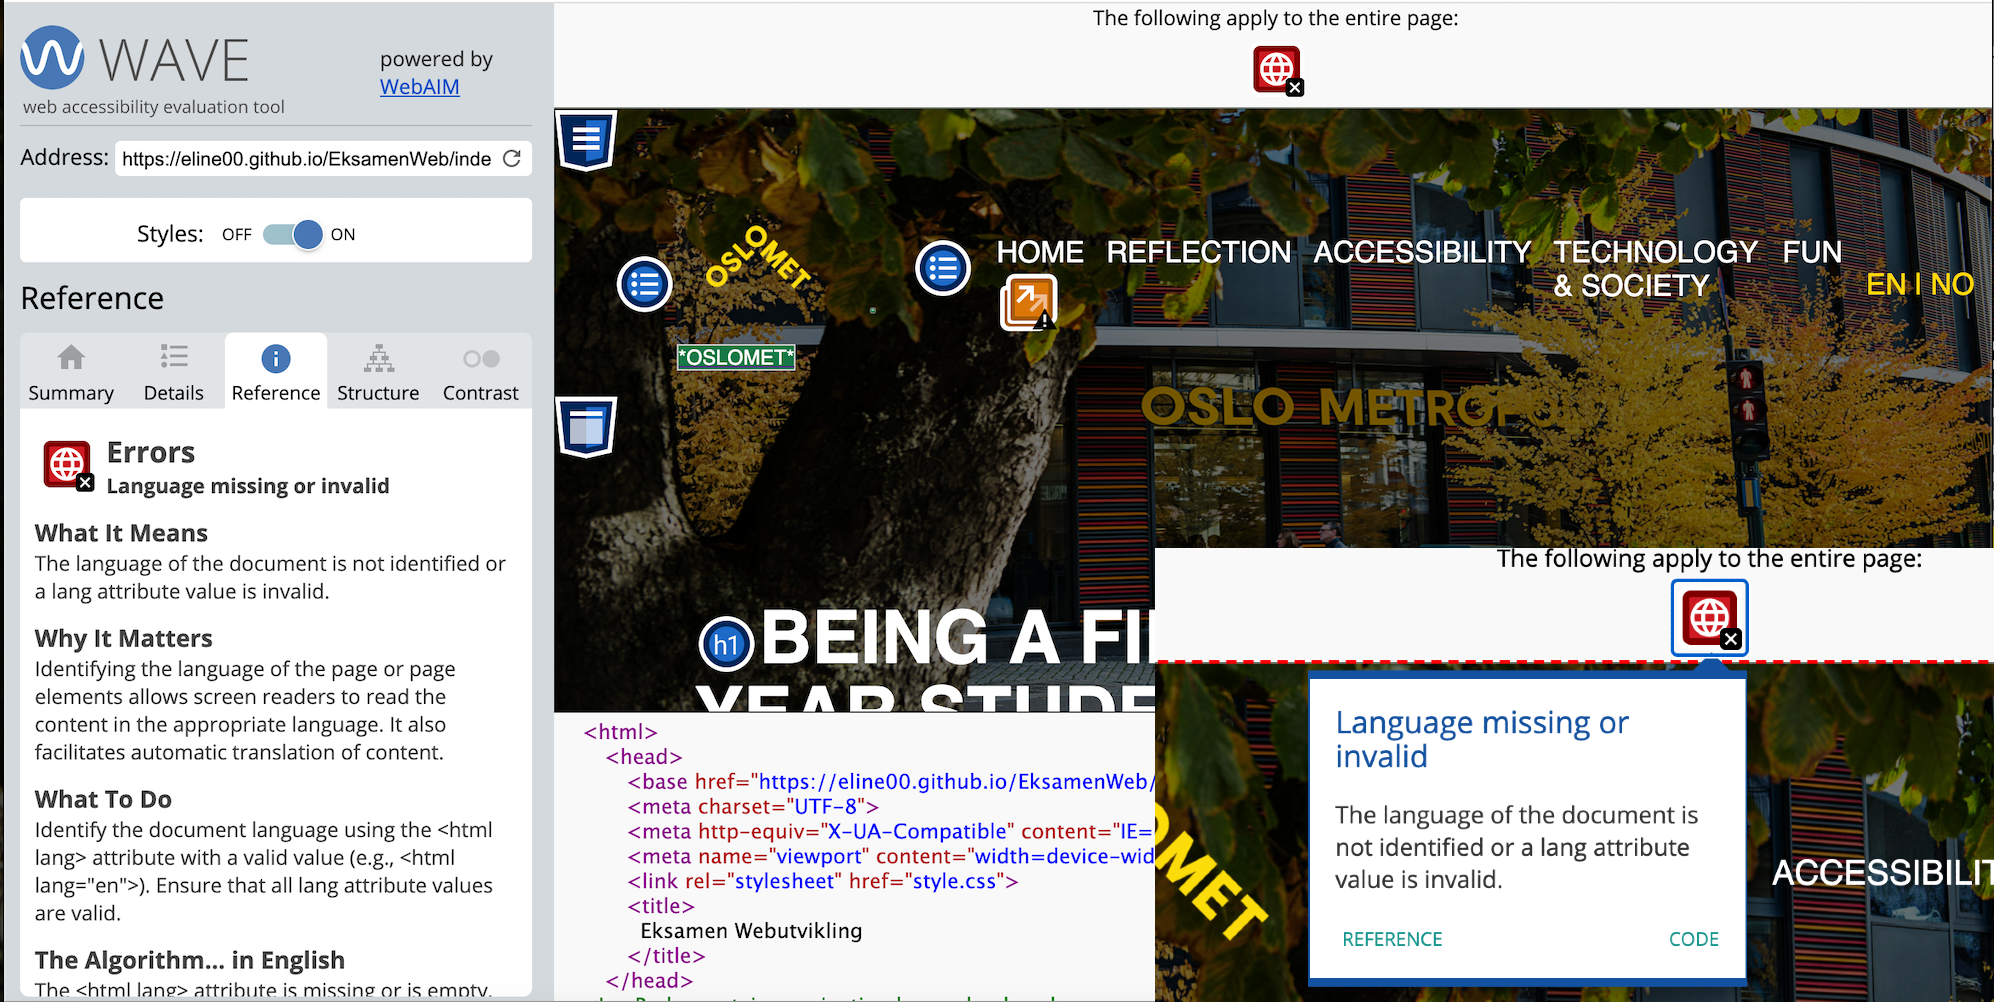 WAVE
web accessibility evaluation tool
powered by
WebAIM
Address: https://eline00.github.io/EksamenWeb/inde
Styles: OFF ON
Reference
Summary Details Reference Structure Contrast
Errors
Language missing or invalid
What It Means
The language of the document is not identified or
a lang attribute value is invalid.
Why It Matters
Identifying the language of the page or page
elements allows screen readers to read the
content in the appropriate language. It also
facilitates automatic translation of content.
What To Do
Identify the document language using the <html
lang> attribute with a valid value (e.g., <html
lang="en">). Ensure that all lang attribute values
are valid.
The Algorithm... in English
The <html lang> attribute is missing or is empty,
The following apply to the entire page:
OSLOMET
HOME REFLECTION ACCESSIBILITY TECHNOLOGY FUN
& SOCIETY
EN | NO
*OSLOMET*
OSLO METROPO
h1 BEING A FI
YEAR STUDE
<html>
<head>
<base href="https://eline00.github.io/EksamenWeb/
<meta charset="UTF-8">
<meta http-equiv="X-UA-Compatible" content="IE=
<meta name="viewport" content="width=device-wid
<link rel="stylesheet" href="style.css">
<title>
Eksamen Webutvikling
</title>
</head>
The following apply to the entire page:
Language missing or
invalid
The language of the document is
not identified or a lang attribute
value is invalid.
REFERENCE CODE
OMET
ACCESSIBILIT